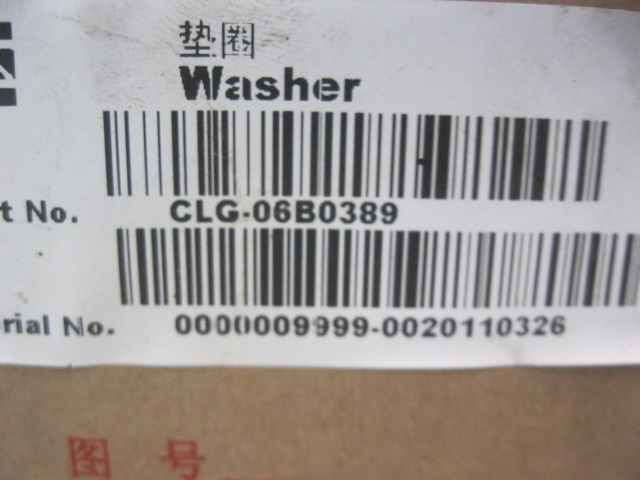 垫圈
Washer
t No. CLG-06B0389
rial No. 0000009999-0020110326
图 号